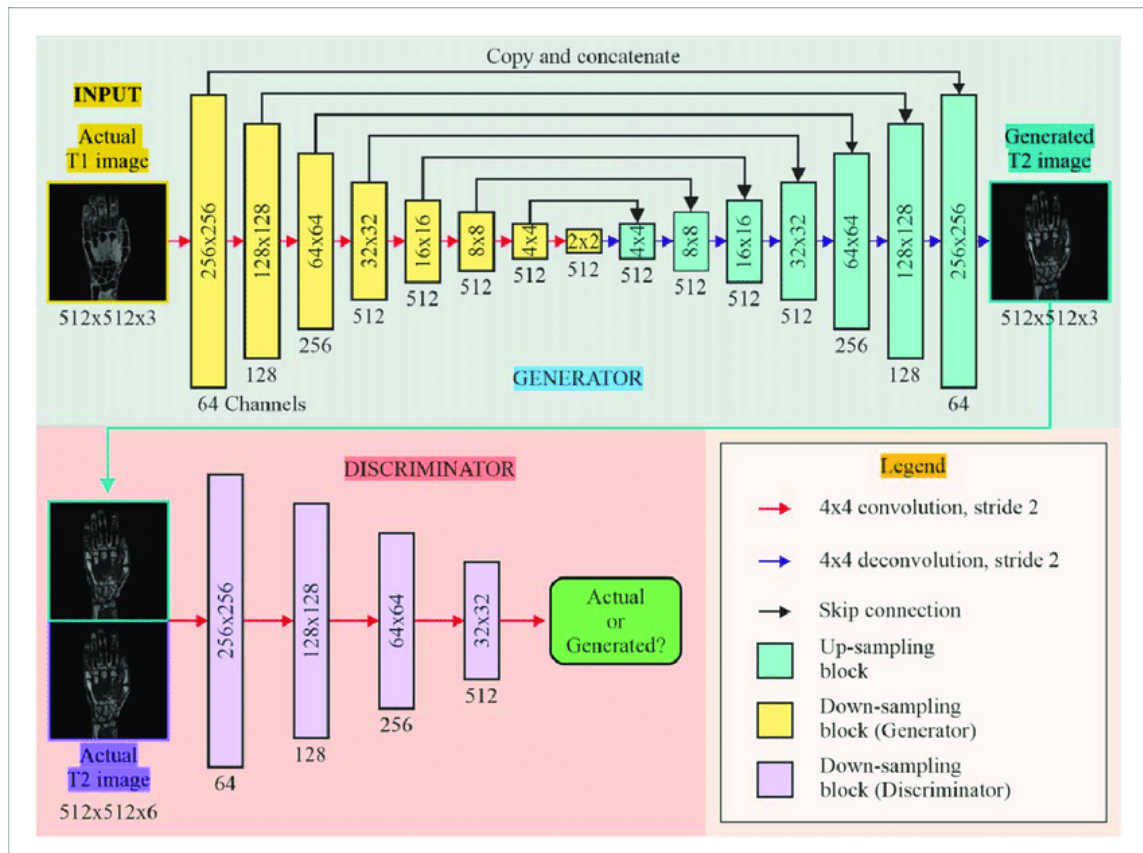 Copy and concatenate
INPUT
Actual
T1 image
512x512x3
256x256
64 Channels
128x128
128
64x64
256
32x32
512
16x16
512
8x8
512
4x4
512
2x2
512
4x4
512
8x8
512
16x16
512
32x32
512
64x64
256
128x128
128
256x256
64
Generated
T2 image
512x512x3
GENERATOR
DISCRIMINATOR
Actual
T2 image
512x512x6
256x256
64
128x128
128
64x64
256
32x32
512
Actual
or
Generated?
Legend
4x4 convolution, stride 2
4x4 deconvolution, stride 2
Skip connection
Up-sampling
block
Down-sampling
block (Generator)
Down-sampling
block (Discriminator)